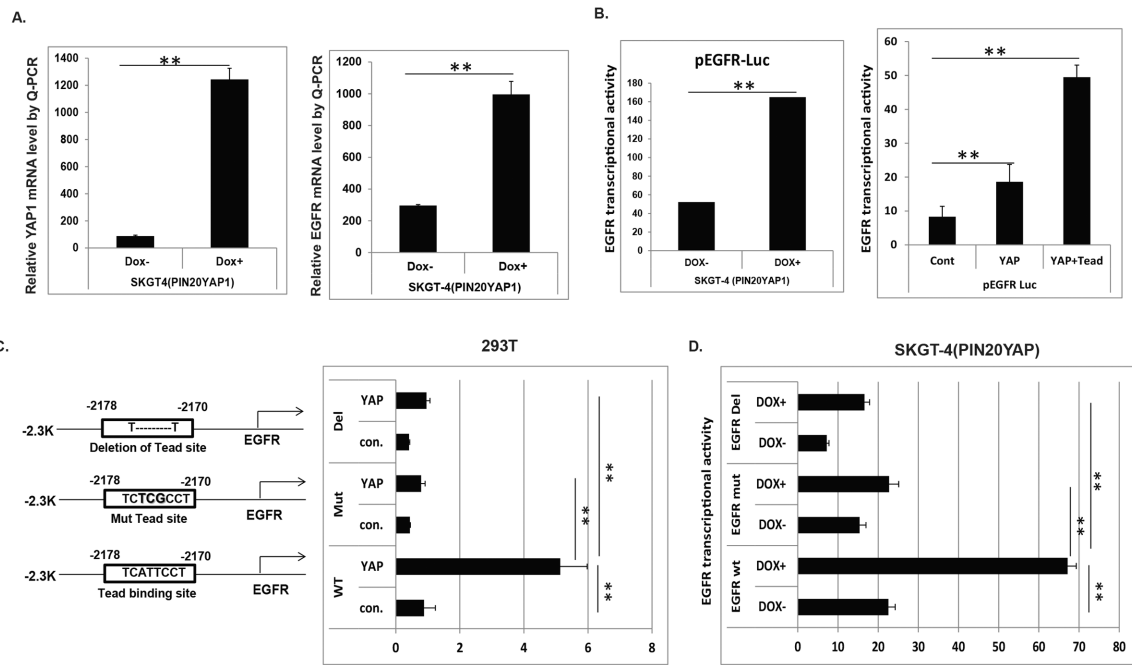 A.
Relative YAP1 mRNA level by Q-PCR
1400
1200
1000
800
600
400
200
0
**
Dox-
Dox+
SKGT4(PIN20YAP1)
Relative EGFR mRNA level by Q-PCR
1200
1000
800
600
400
200
0
**
Dox-
Dox+
SKGT-4(PIN20YAP1)
B.
EGFR transcriptional activity
pEGFR-Luc
180
160
140
120
100
80
60
40
20
0
**
DOX-
DOX+
SKGT-4 (PIN20YAP1)
EGFR transcriptional activity
60
50
40
30
20
10
0
**
**
Cont
YAP
YAP+Tead
pEGFR Luc
C.
-2178
-2170
-2.3K
T---------T
EGFR
Deletion of Tead site
-2178
-2170
-2.3K
TCTCGCCT
EGFR
Mut Tead site
-2178
-2170
-2.3K
TCATTCCT
EGFR
Tead binding site
293T
Del
YAP
con.
Mut
YAP
con.
WT
YAP
con.
**
**
**
0
2
4
6
8
D.
SKGT-4(PIN20YAP)
EGFR transcriptional activity
EGFR Del
DOX+
DOX-
EGFR mut
DOX+
DOX-
EGFR wt
DOX+
DOX-
**
**
**
0
10
20
30
40
50
60
70
80